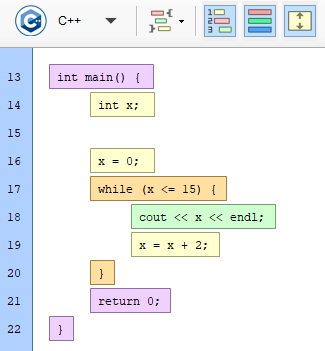 C++
13 int main() {
14 int x;
15
16 x = 0;
17 while (x <= 15) {
18 cout << x << endl;
19 x = x + 2;
20 }
21 return 0;
22 }